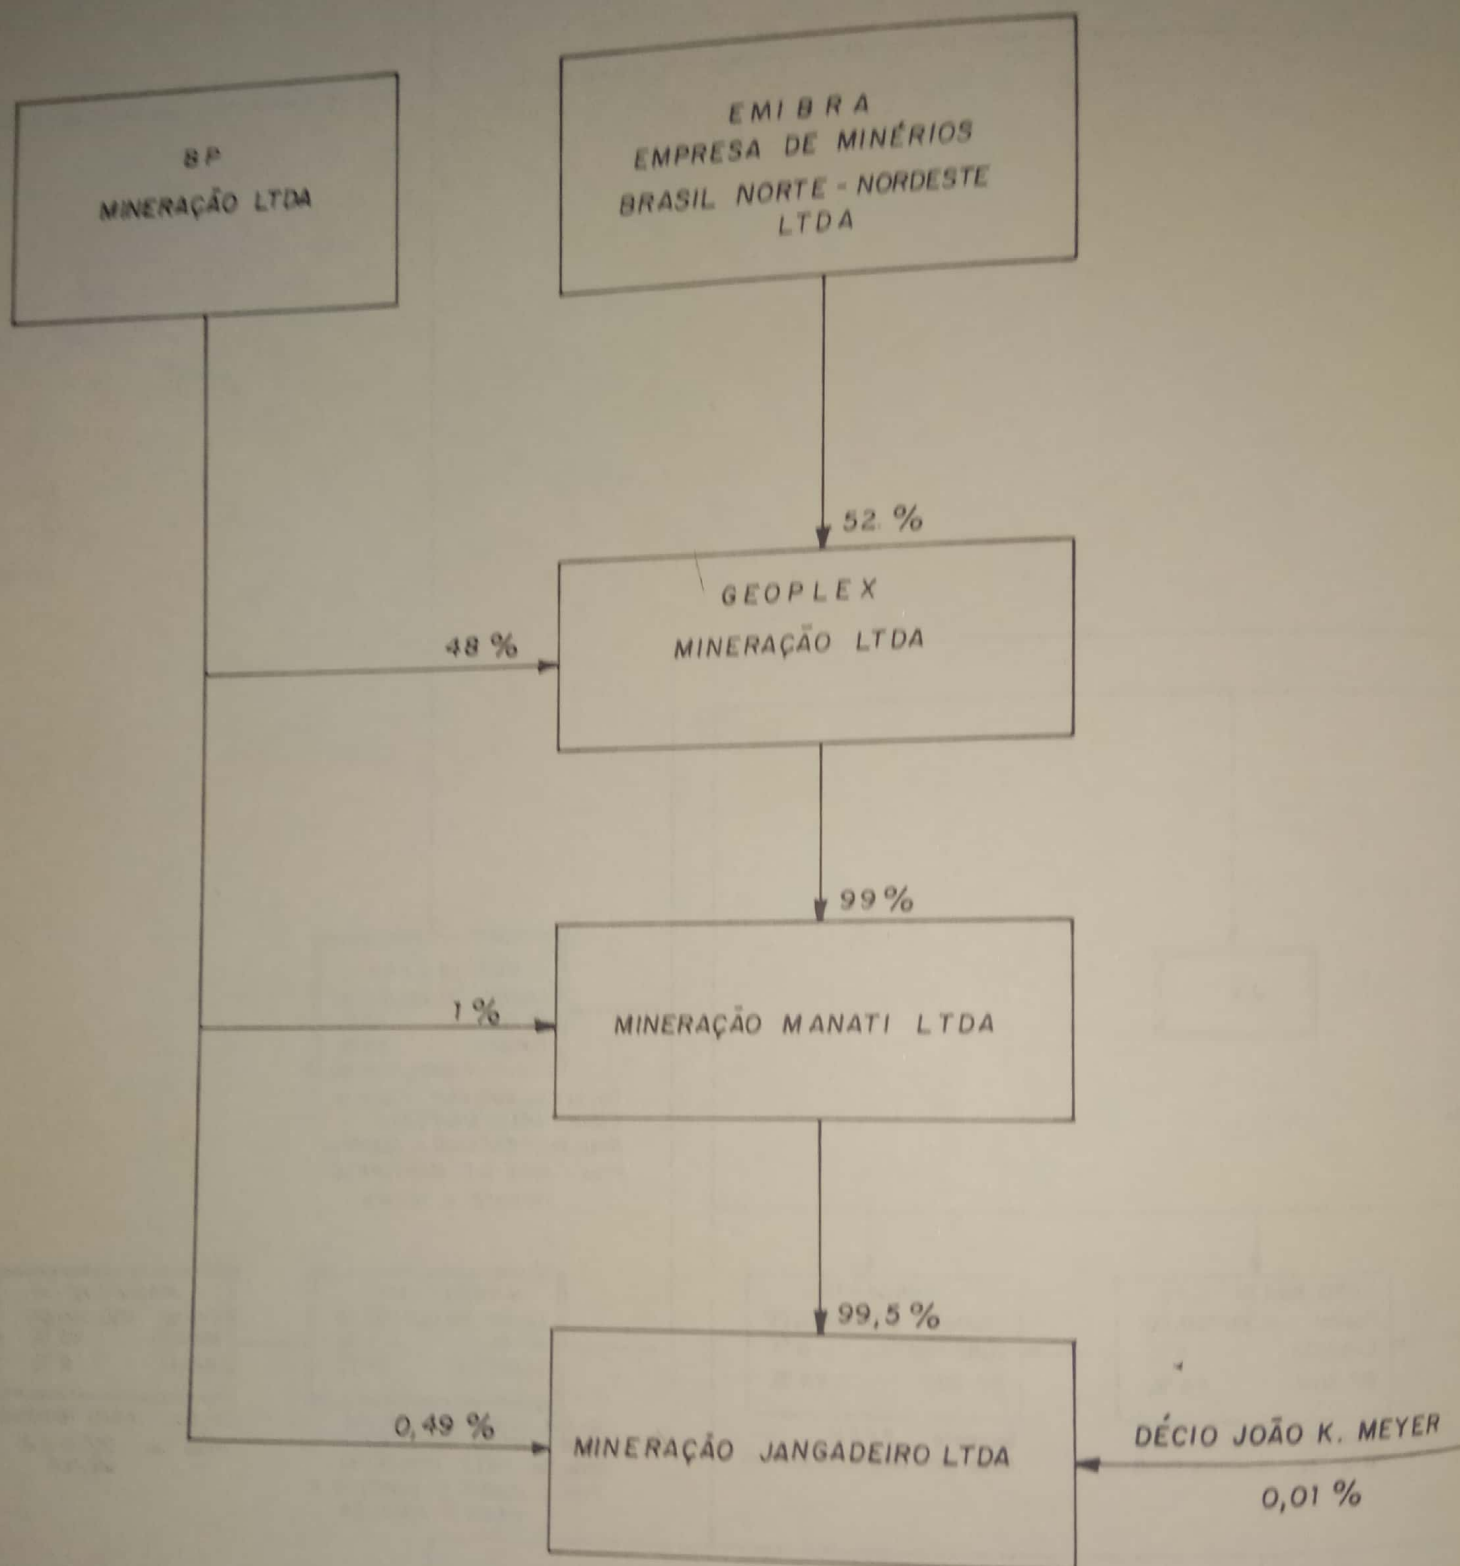 BP
MINERAÇÃO LTDA
EMIBRA
EMPRESA DE MINÉRIOS
BRASIL NORTE - NORDESTE
LTDA
52 %
GEOPLEX
MINERAÇÃO LTDA
48 %
99 %
MINERAÇÃO MANATI LTDA
1 %
99,5 %
MINERAÇÃO JANGADEIRO LTDA
0,49 %
DÉCIO JOÃO K. MEYER
0,01 %